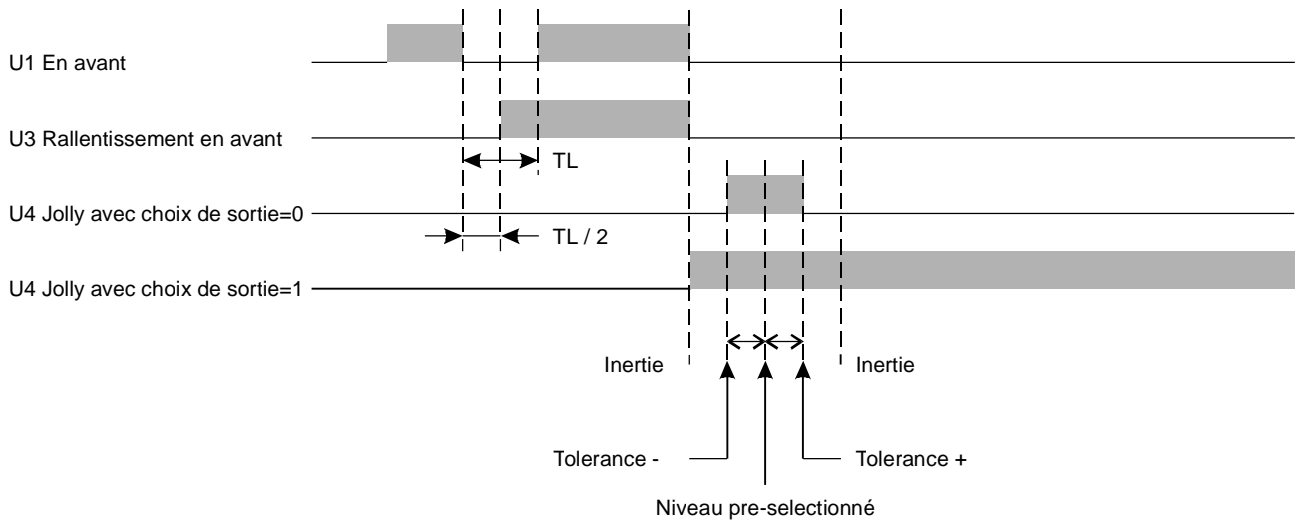 U1 En avant
U3 Rallentissement en avant
TL
U4 Jolly avec choix de sortie=0
TL / 2
U4 Jolly avec choix de sortie=1
Inertie
Inertie
Tolerance -
Tolerance +
Niveau pre-selectionné